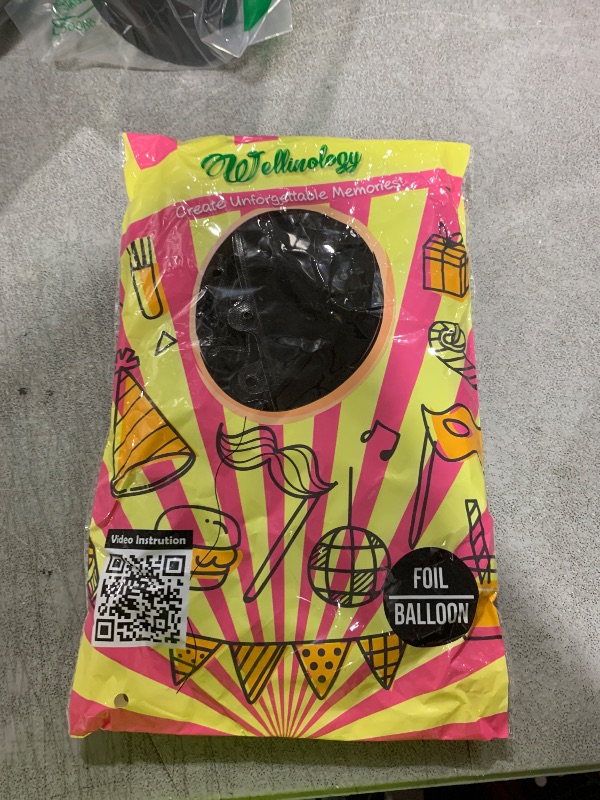 Wellinology
Create Unforgettable Memories!
Video Instrution
FOIL
BALLOON